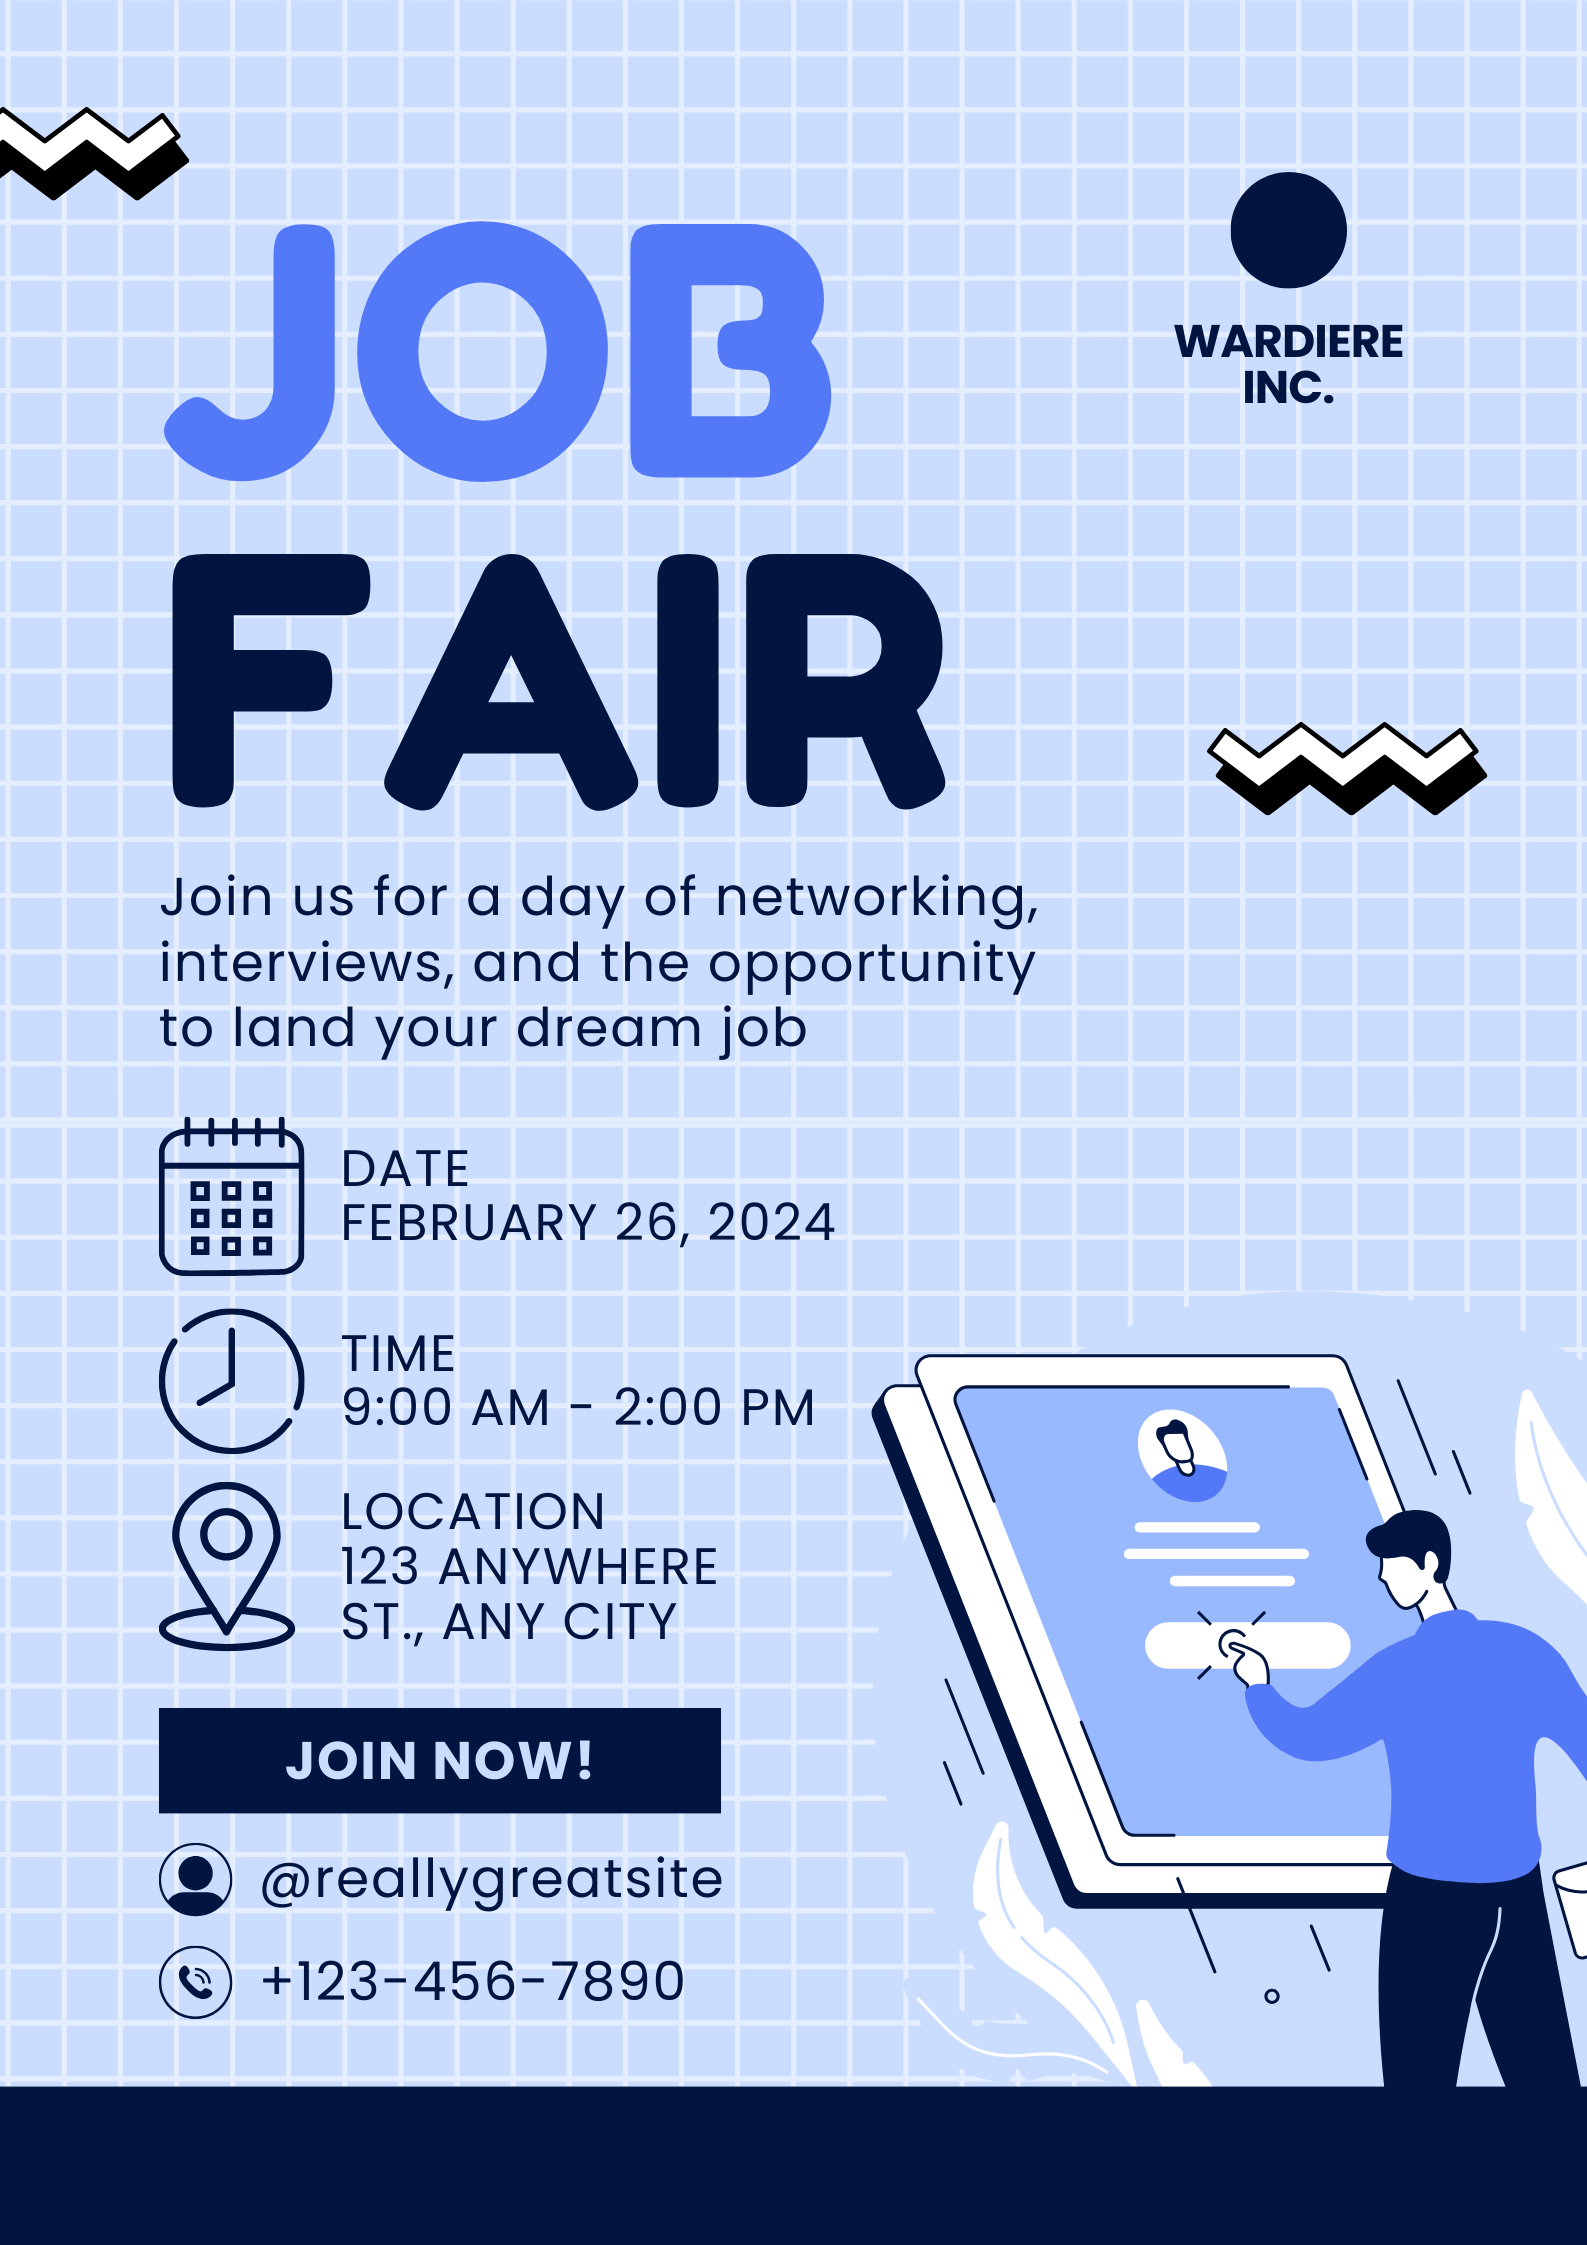 JOB
FAIR
WARDIERE
INC.
Join us for a day of networking,
interviews, and the opportunity
to land your dream job
DATE
FEBRUARY 26, 2024
TIME
9:00 AM - 2:00 PM
LOCATION
123 ANYWHERE
ST., ANY CITY
JOIN NOW!
@reallygreatsite
+123-456-7890